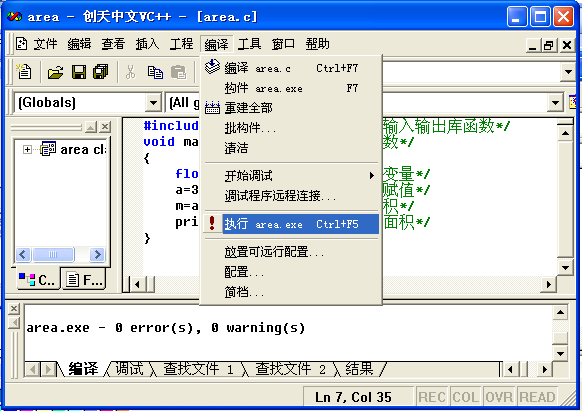 area - 创天中文VC++ - [area.c]
文件 编辑 查看 插入 工程 编译 工具 窗口 帮助
编译 area.c Ctrl+F7
构件 area.exe F7
重建全部
批构件...
清洁
开始调试
调试程序远程连接...
执行 area.exe Ctrl+F5
放置可远行配置...
配置...
简档...
(Globals) (All g
area cl
C.. F...
#includ 输入输出库函数*/
void ma 数*/
{
flo 变量*/
a=3 赋值*/
m=a 积*/
pri 面积*/
}
area.exe - 0 error(s), 0 warning(s)
编译 调试 查找文件 1 查找文件 2 结果
Ln 7, Col 35 REC COL OVR READ